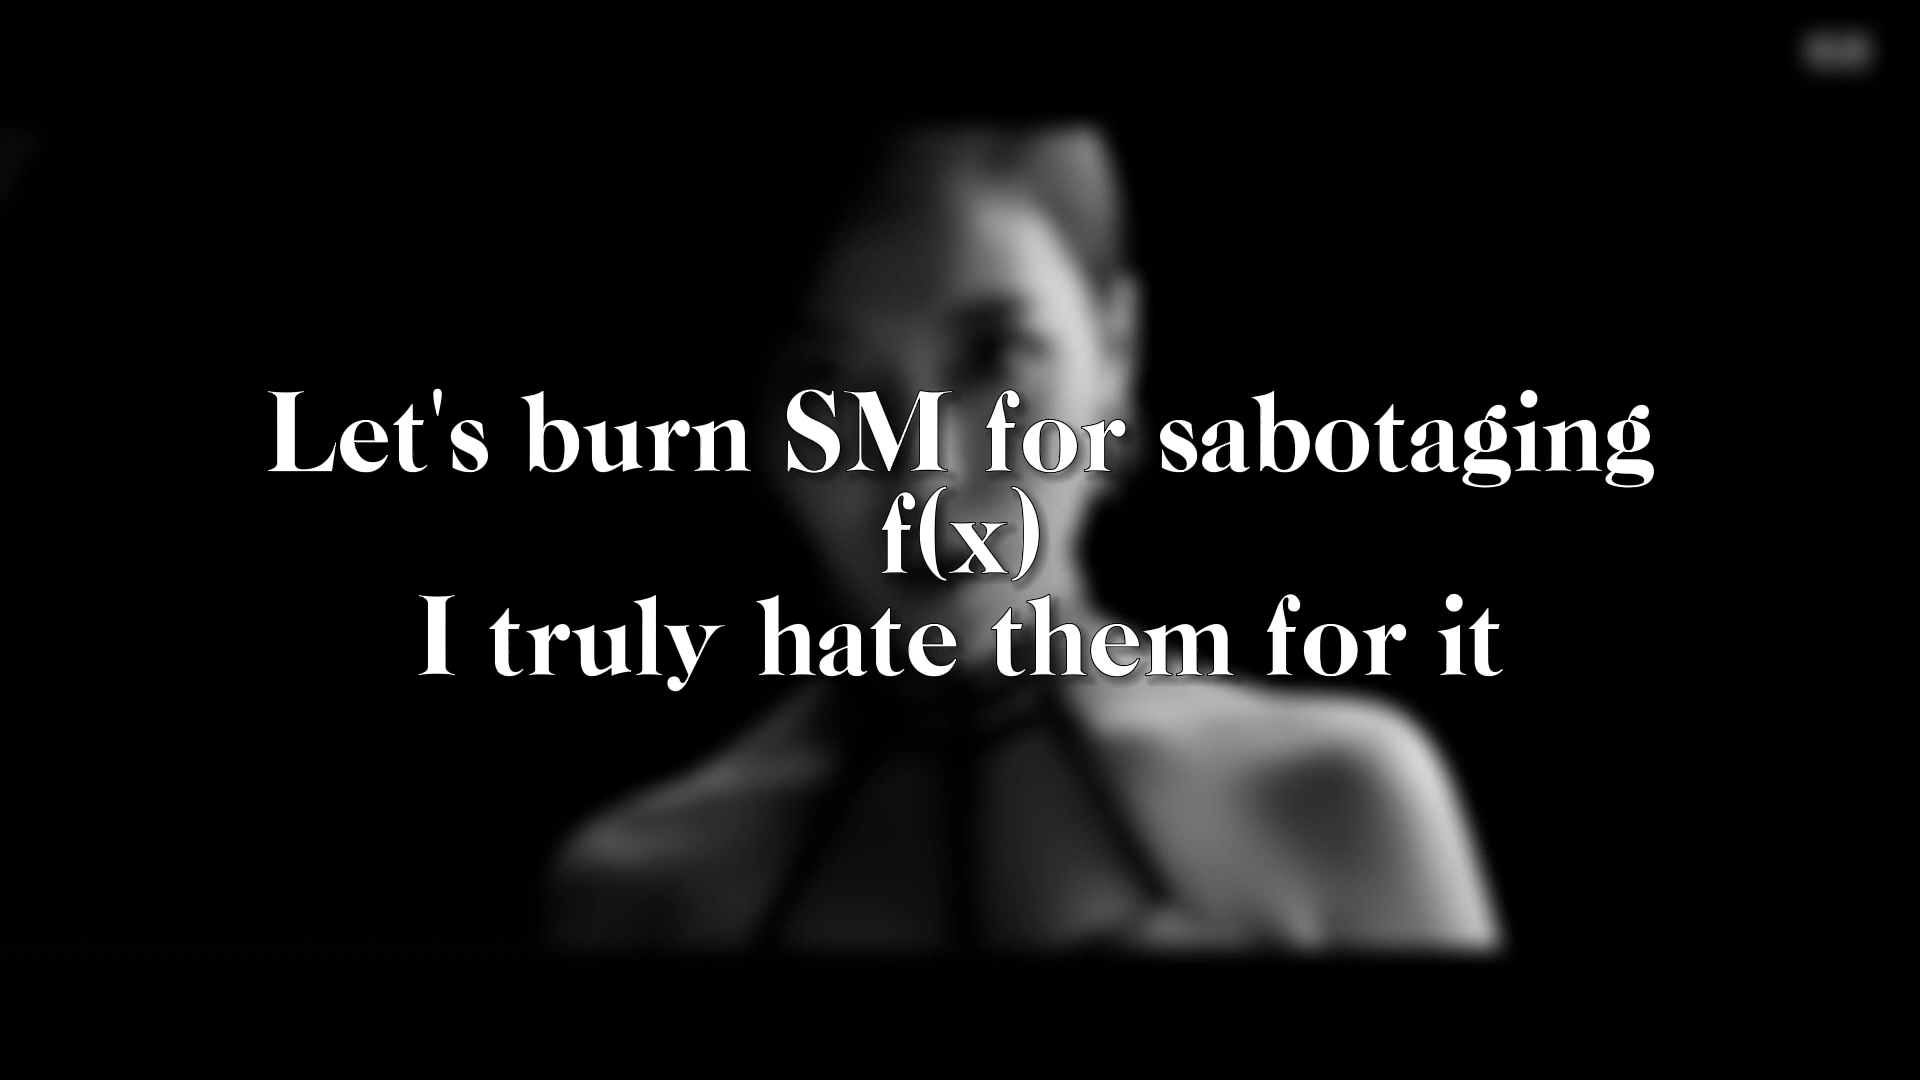 Let's burn SM for sabotaging
f(x)
I truly hate them for it